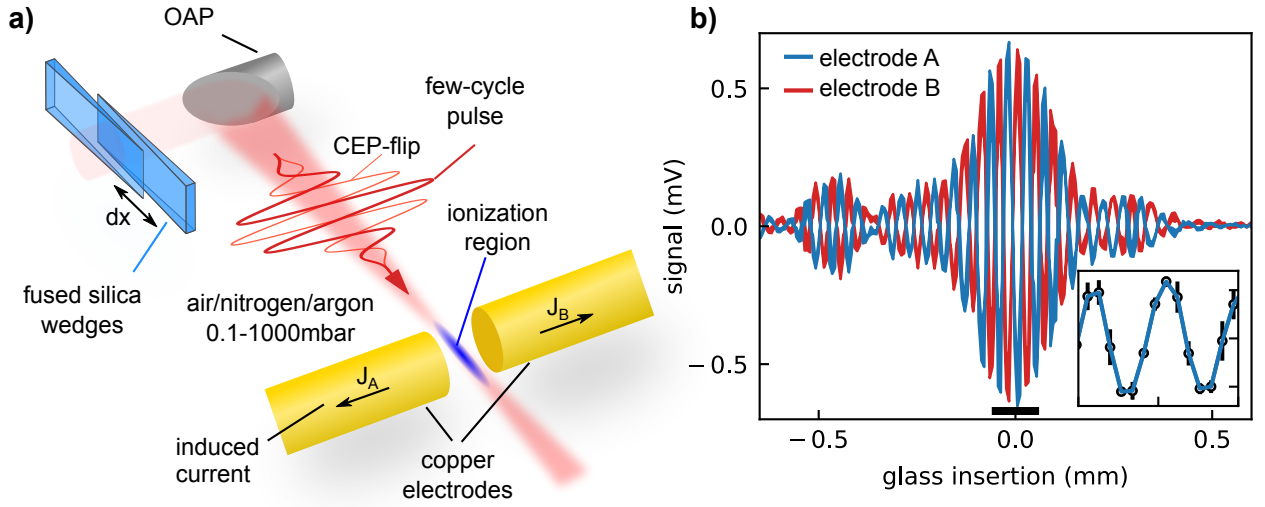 a)
OAP
few-cycle
pulse
CEP-flip
dx
ionization
region
fused silica
wedges
air/nitrogen/argon
0.1-1000mbar
J_B
J_A
induced
current
copper
electrodes
b)
electrode A
electrode B
signal (mV)
0.5
0.0
−0.5
−0.5
0.0
0.5
glass insertion (mm)